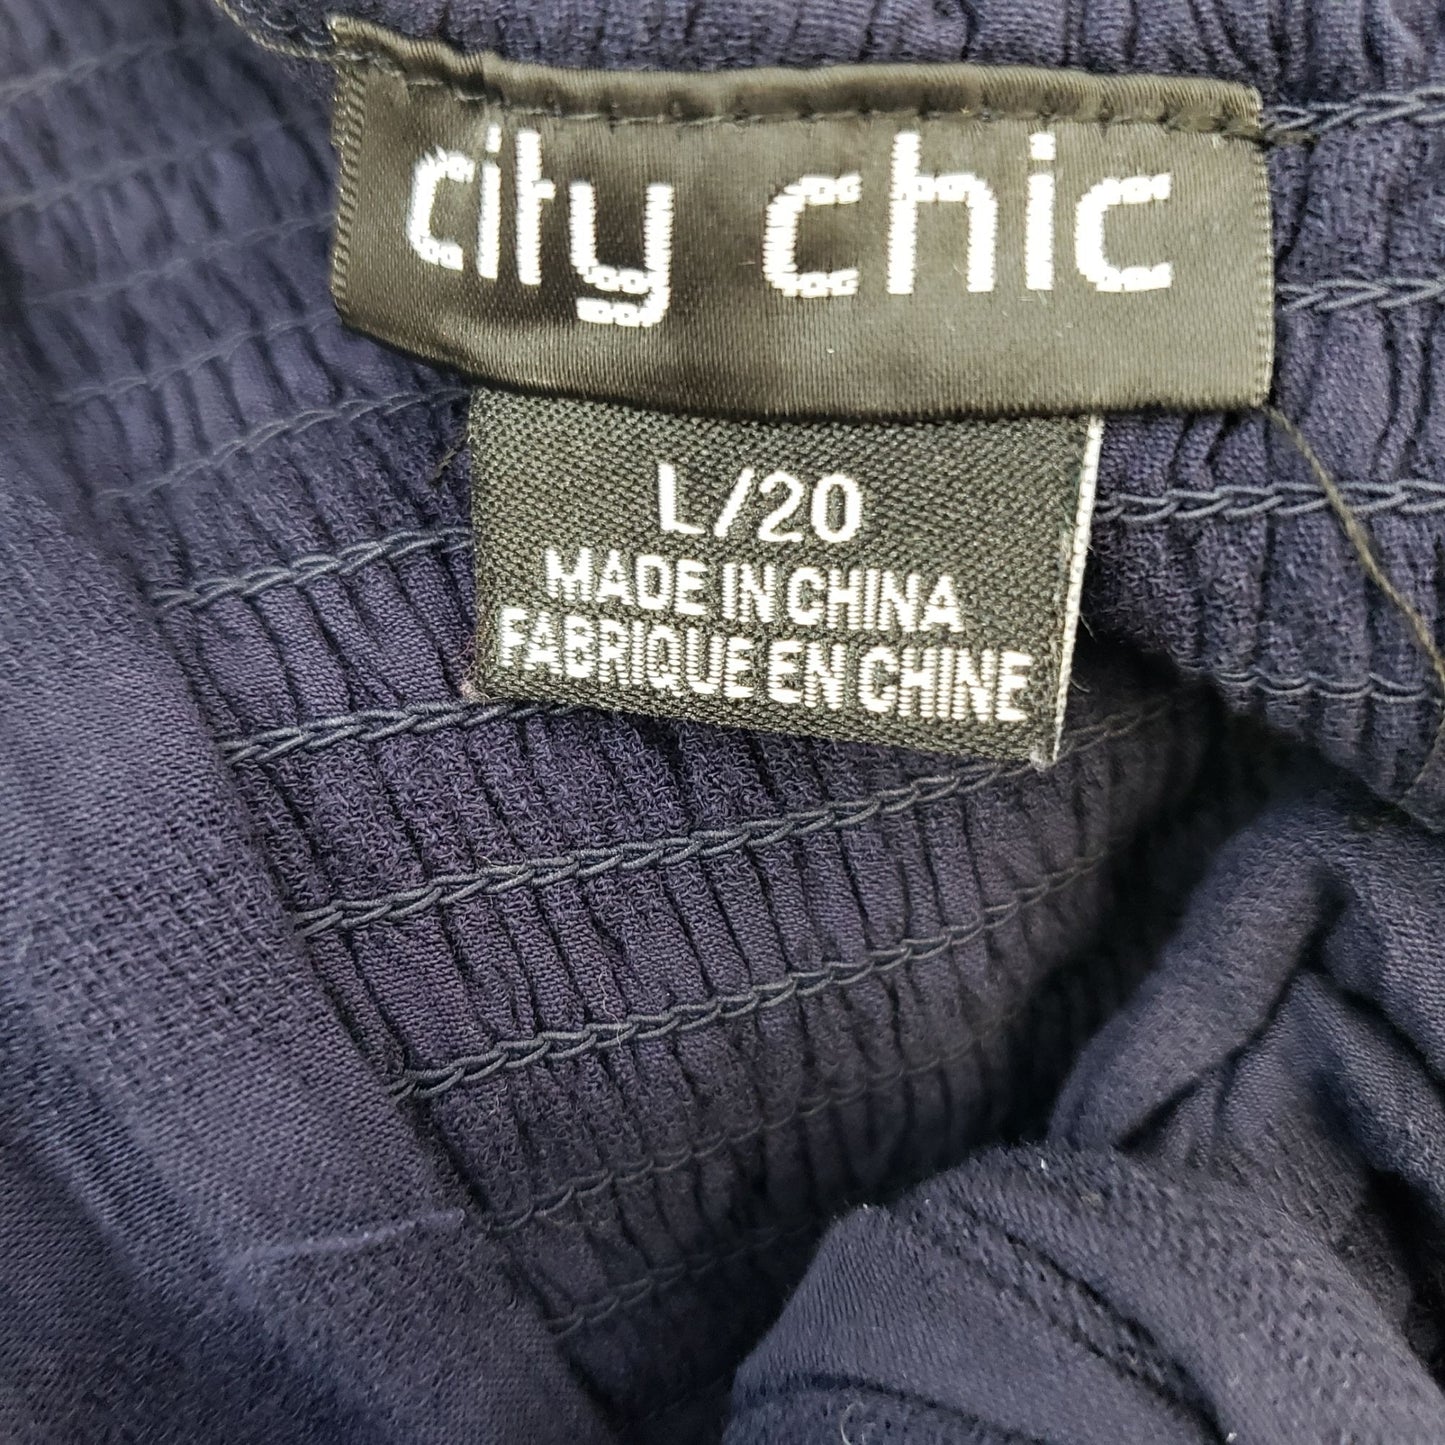 city chic
L/20
MADE IN CHINA
FABRIQUE EN CHINE